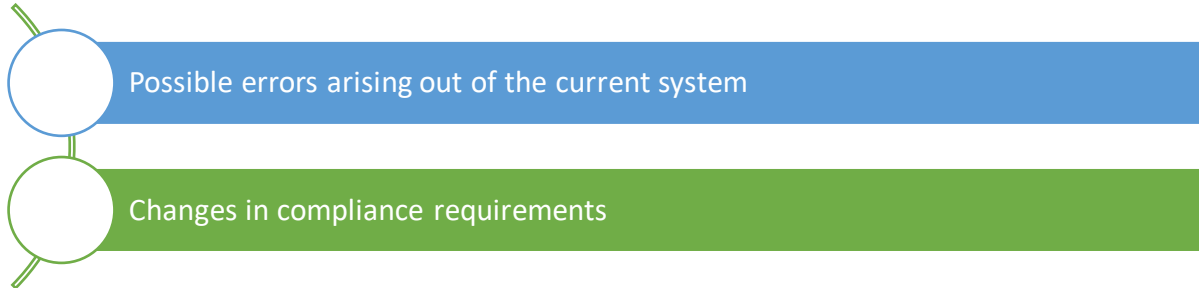 Possible errors arising out of the current system
Changes in compliance requirements